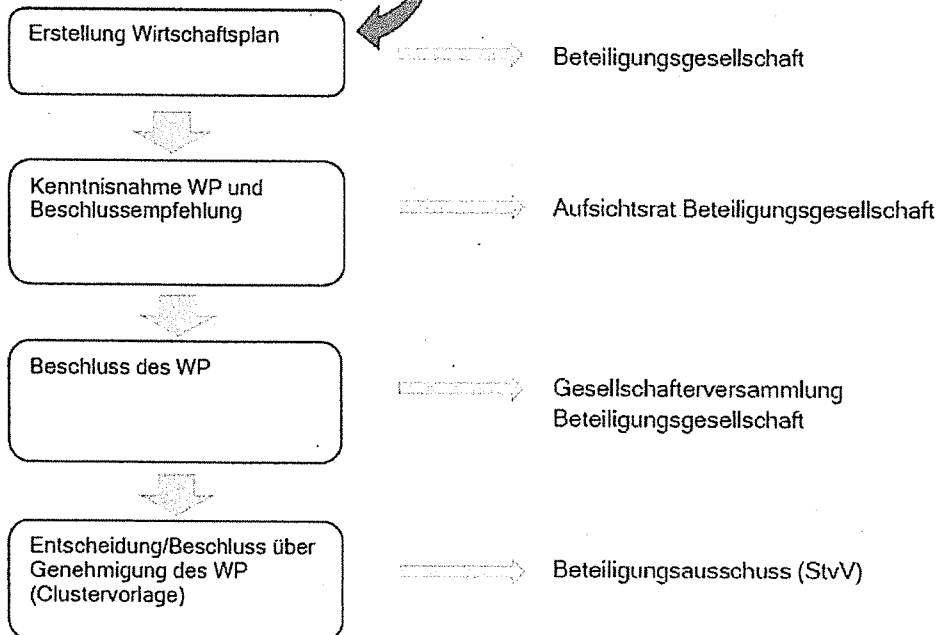 Erstellung Wirtschaftsplan
Beteiligungsgesellschaft
Kenntnisnahme WP und
Beschlussempfehlung
Aufsichtsrat Beteiligungsgesellschaft
Beschluss des WP
Gesellschafterversammlung
Beteiligungsgesellschaft
Entscheidung/Beschluss über
Genehmigung des WP
(Clustervorlage)
Beteiligungsausschuss (StvV)